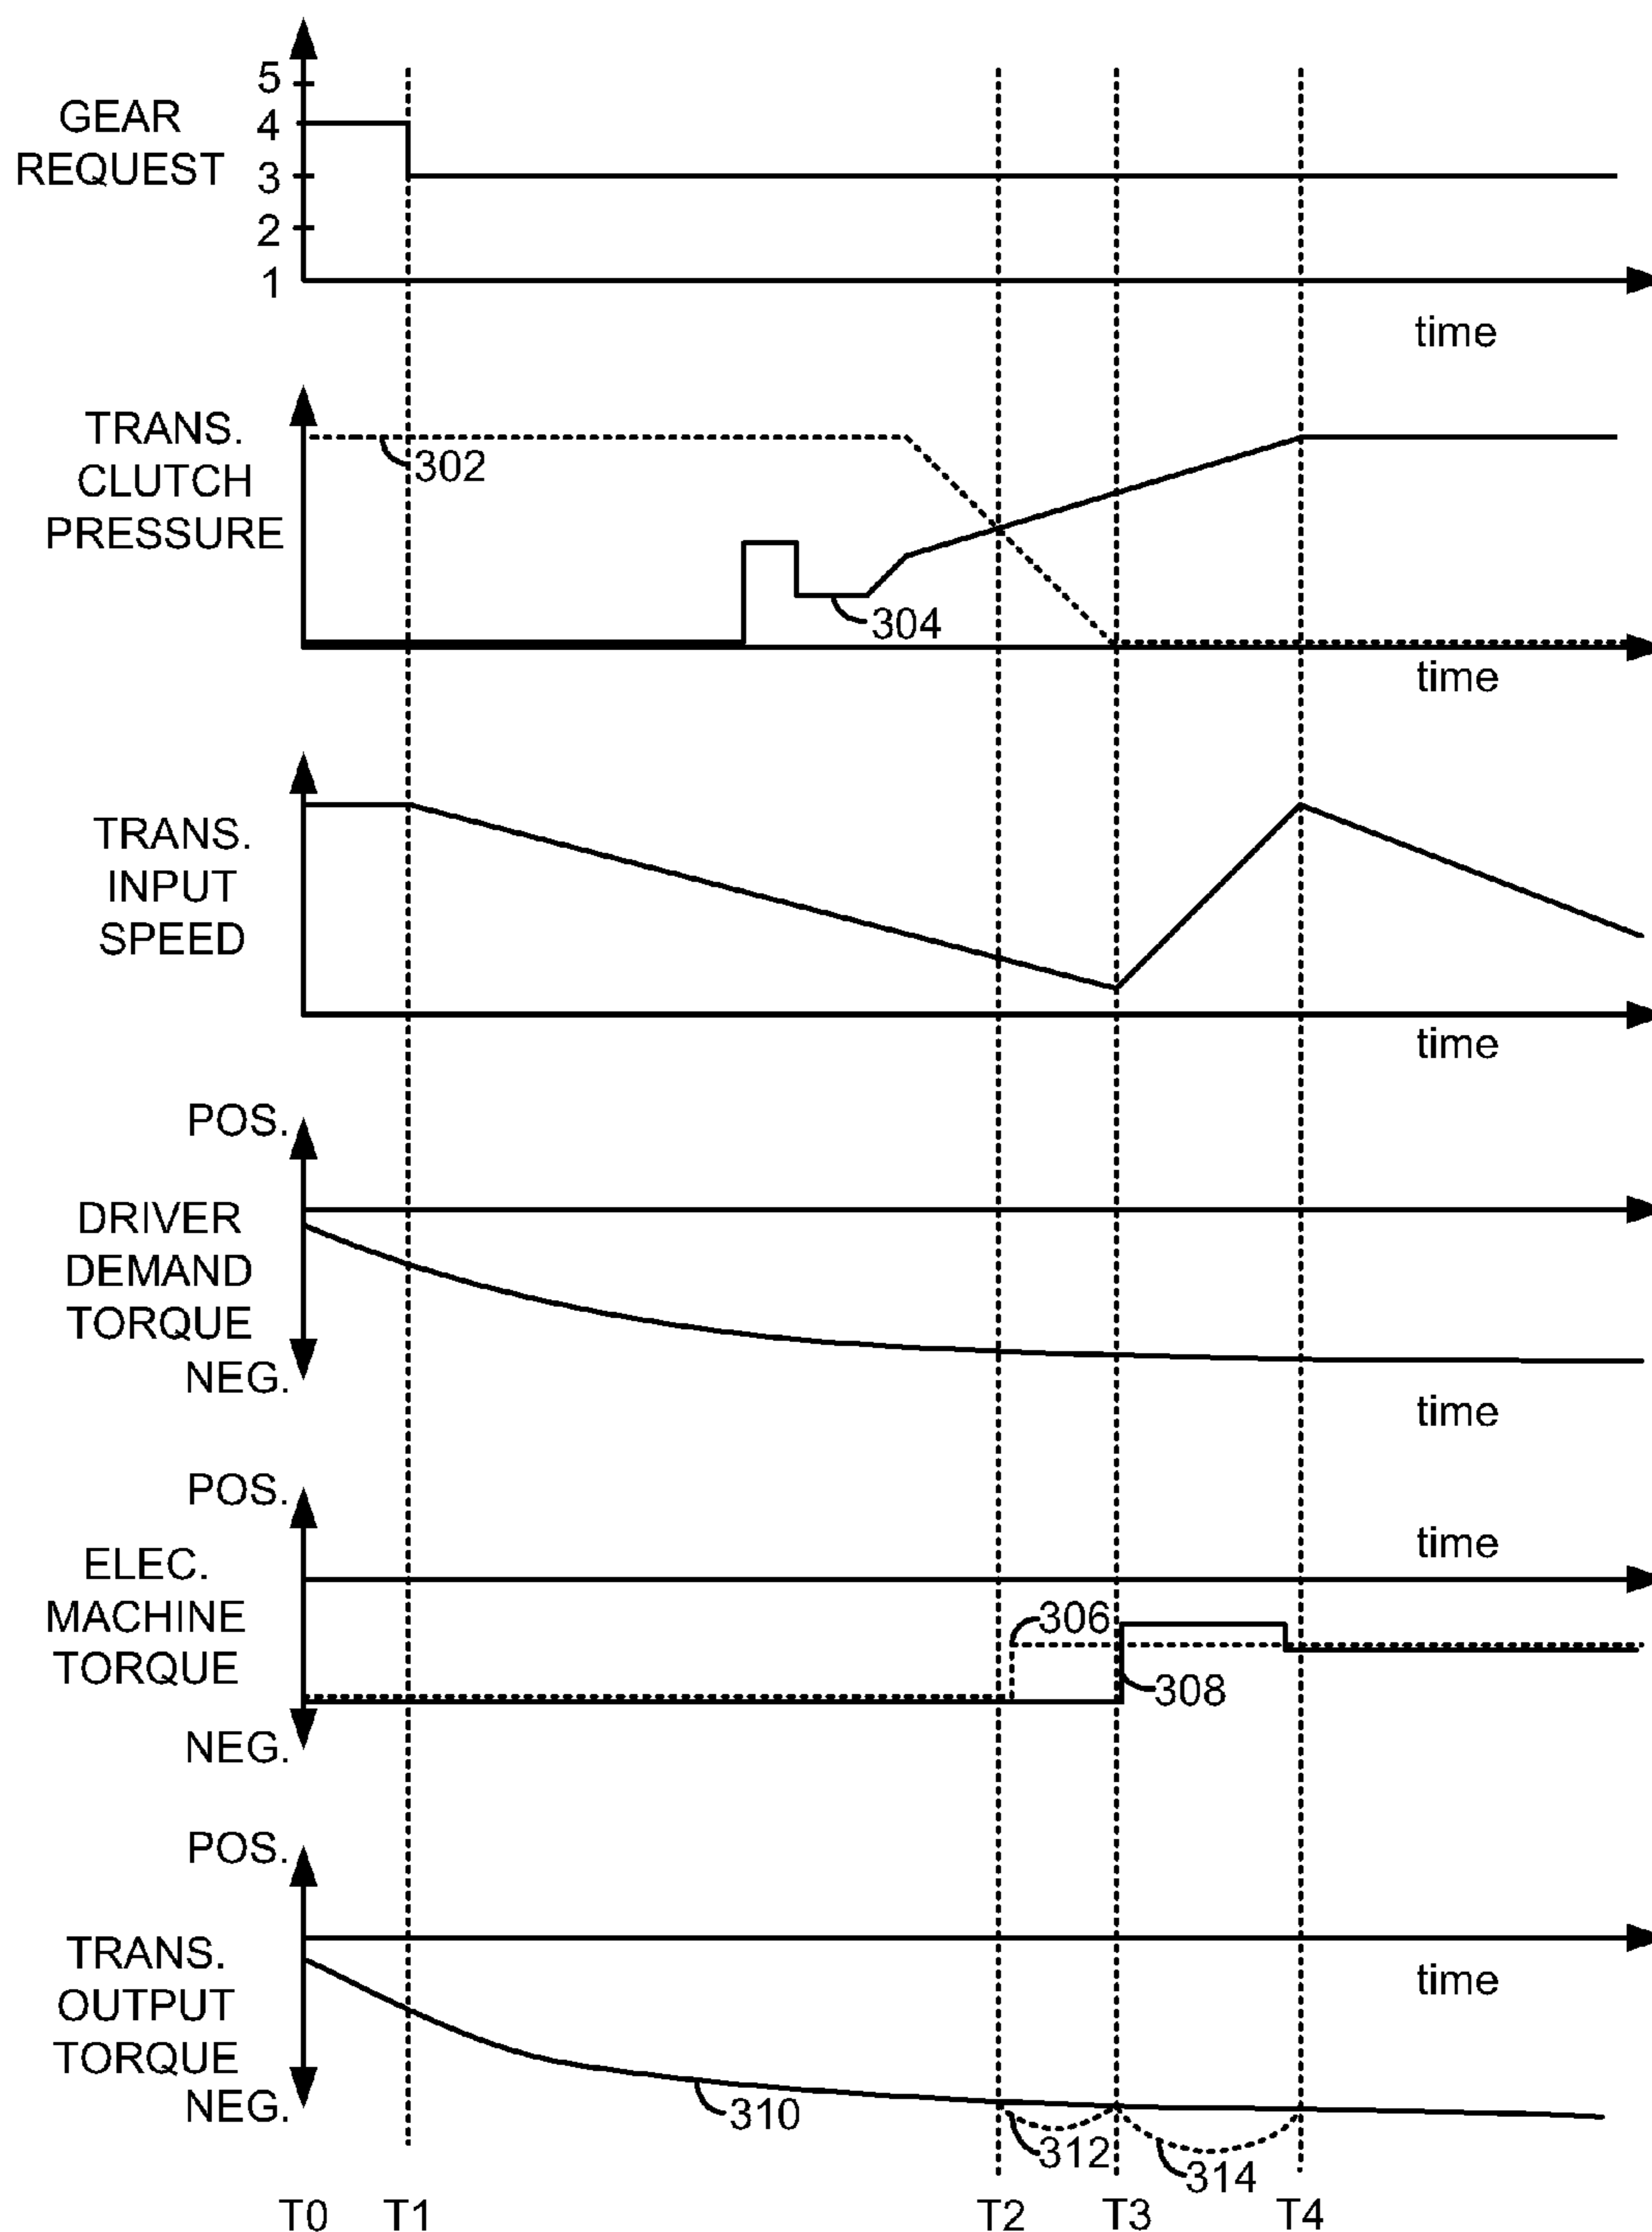 GEAR
REQUEST
5
4
3
2
1
time
TRANS.
CLUTCH
PRESSURE
302
304
time
TRANS.
INPUT
SPEED
time
POS.
DRIVER
DEMAND
TORQUE
NEG.
time
POS.
time
ELEC.
MACHINE
TORQUE
306
308
NEG.
POS.
TRANS.
OUTPUT
TORQUE
NEG.
time
310
312
314
T0 T1 T2 T3 T4